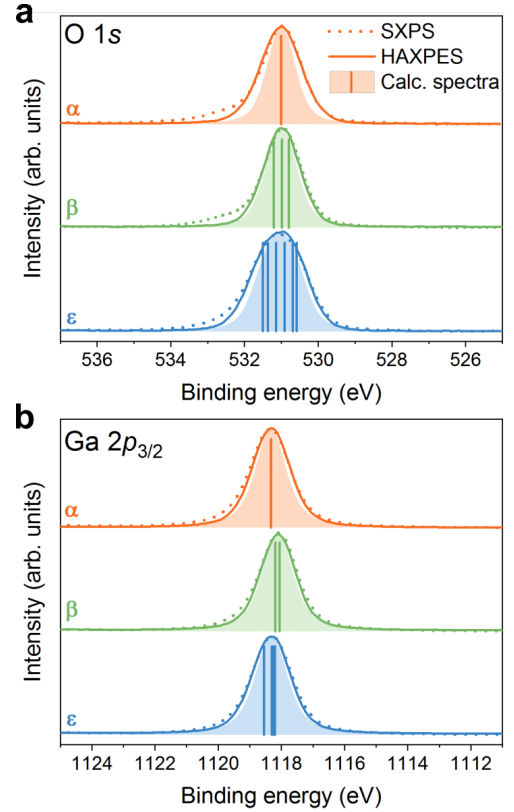 a
O 1s
SXPS
HAXPES
Calc. spectra
α
β
ε
Intensity (arb. units)
536 534 532 530 528 526
Binding energy (eV)
b
Ga 2p3/2
α
β
ε
Intensity (arb. units)
1124 1122 1120 1118 1116 1114 1112
Binding energy (eV)